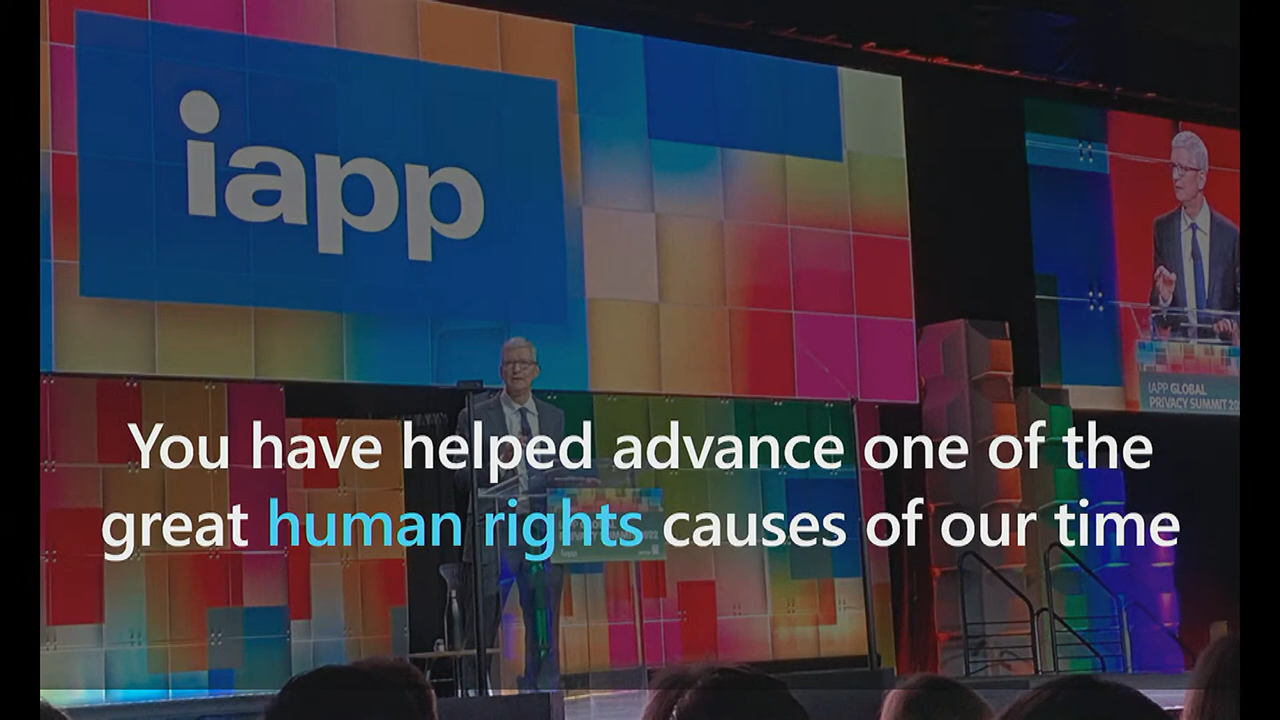 iapp
IAPP GLOBAL
PRIVACY SUMMIT 20
You have helped advance one of the
great human rights causes of our time